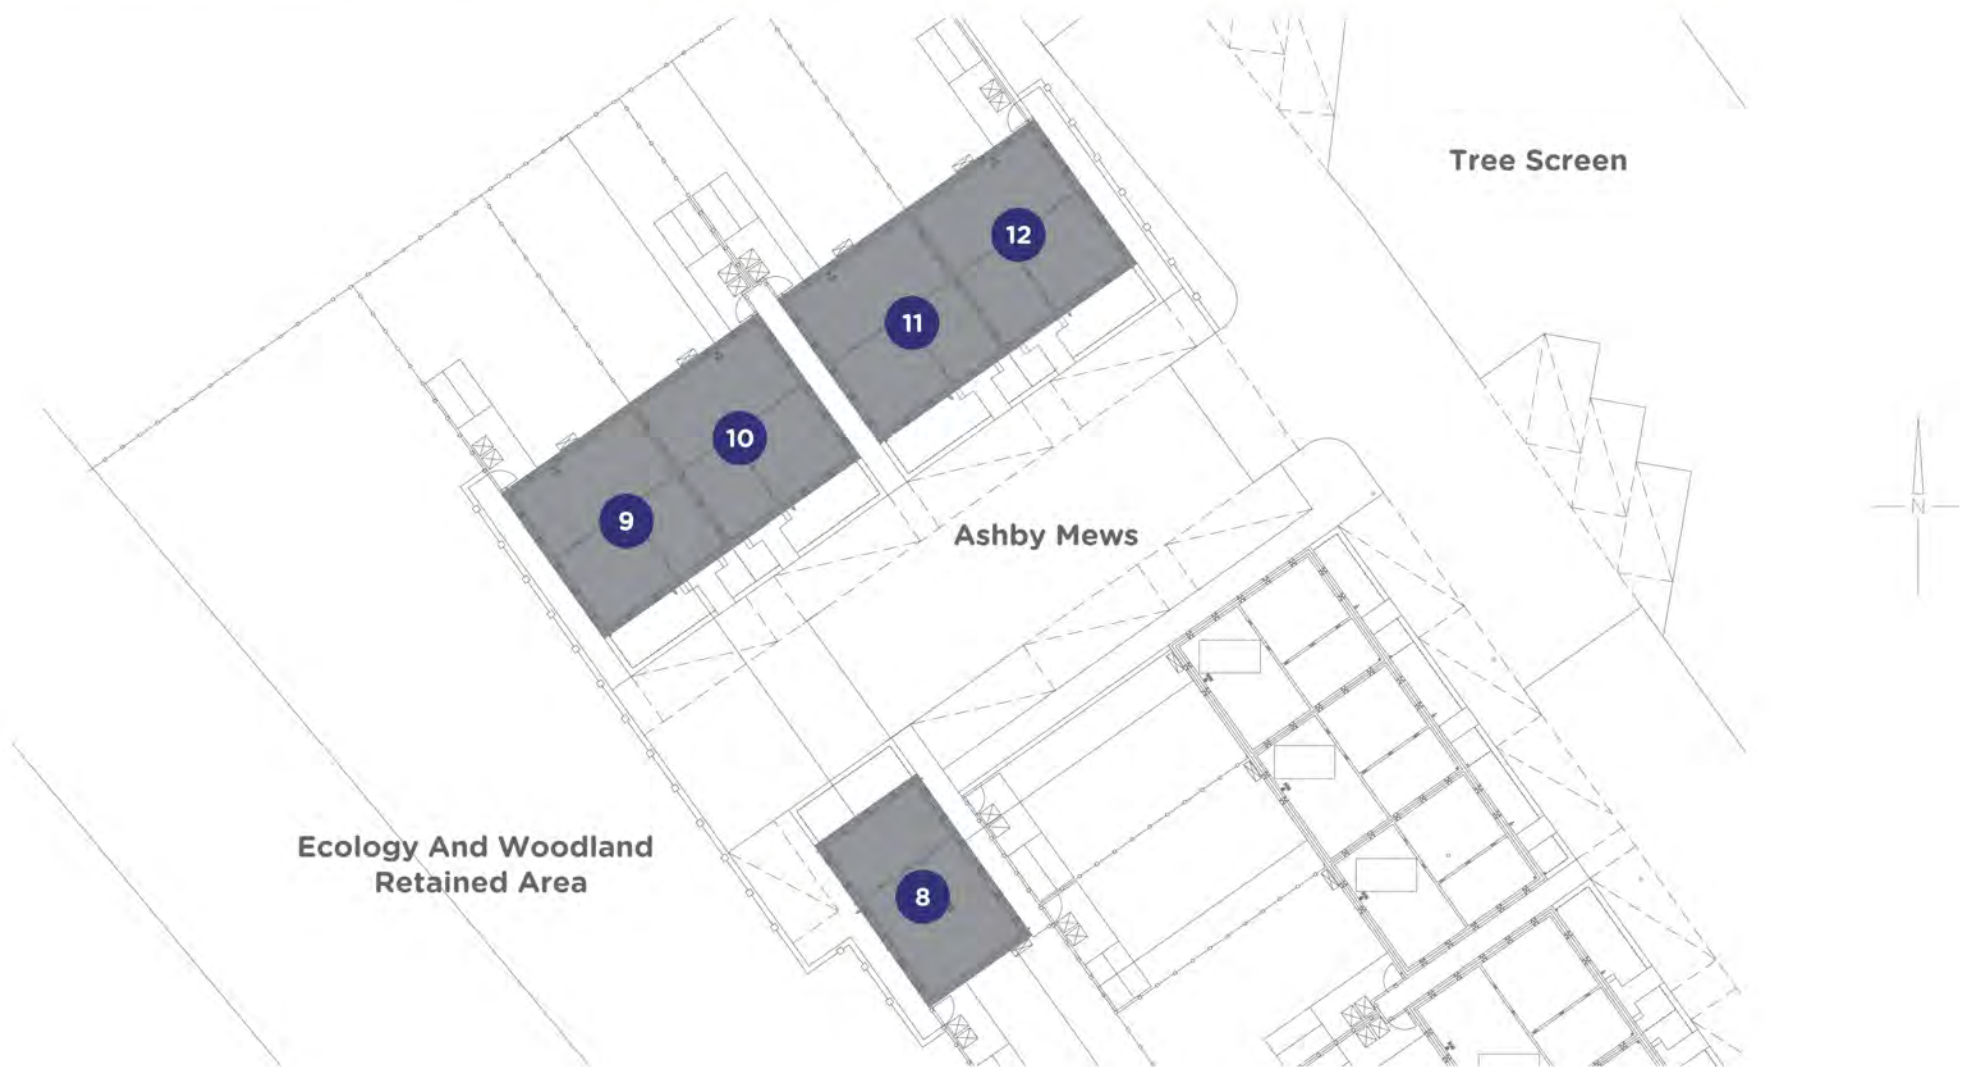 Tree Screen
12
11
10
9
Ashby Mews
N
Ecology And Woodland
Retained Area
8